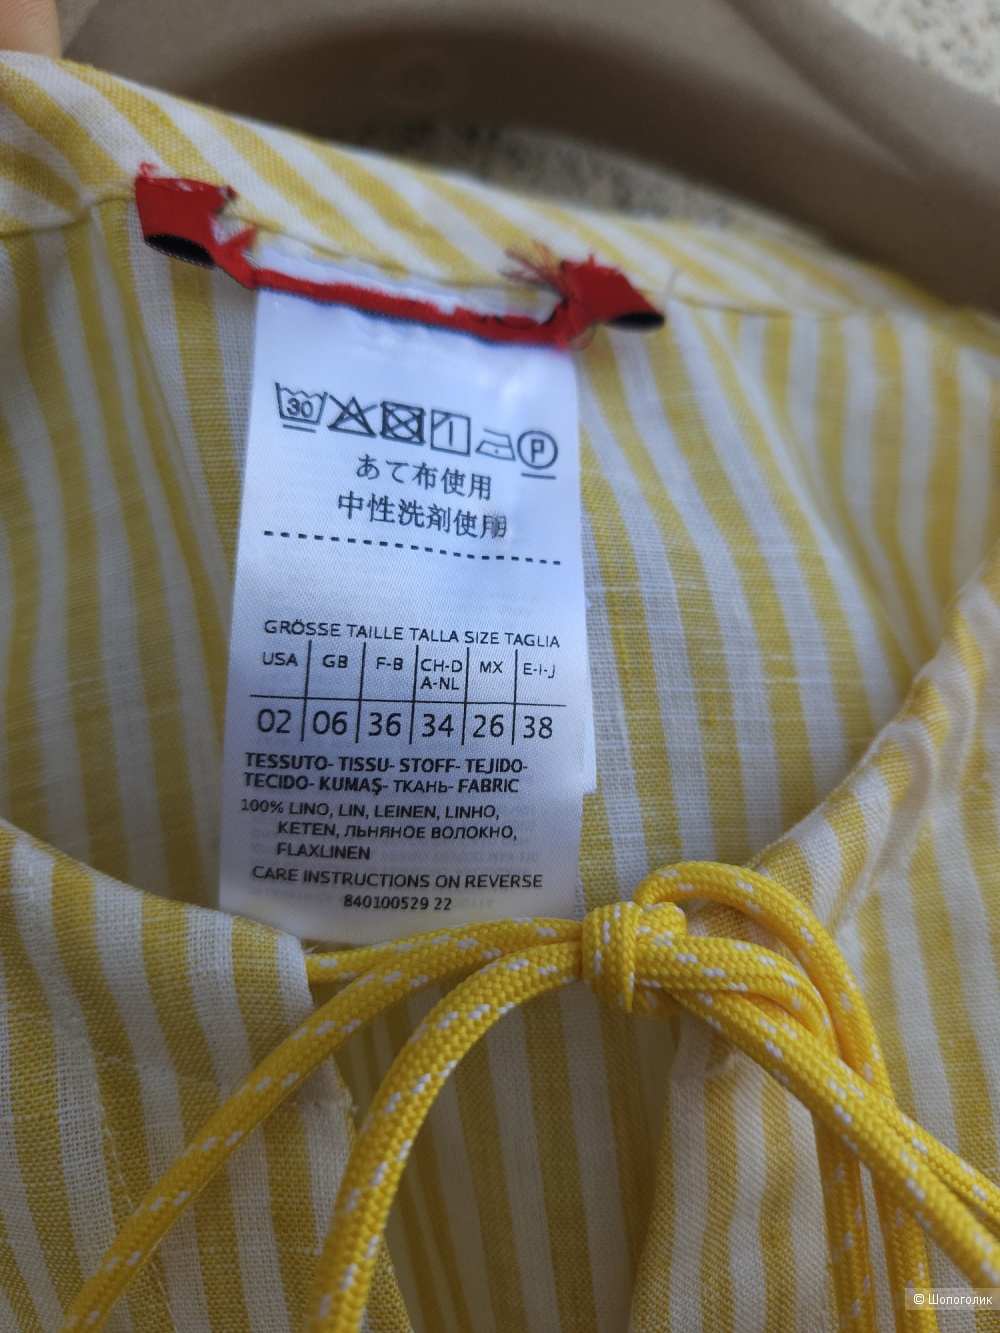 30
P
あて布使用
中性洗剤使用
GRÖSSE TAILLE TALLA SIZE TAGLIA
USA GB F-B CH-D A-NL MX E-I-J
02 06 36 34 26 38
TESSUTO- TISSU- STOFF- TEJIDO-
TECIDO- KUMAŞ- ТКАНЬ- FABRIC
100% LINO, LIN, LEINEN, LINHO,
KETEN, ЛЬНЯНОЕ ВОЛОКНО,
FLAXLINEN
CARE INSTRUCTIONS ON REVERSE
840100529 22
© Шопоголик